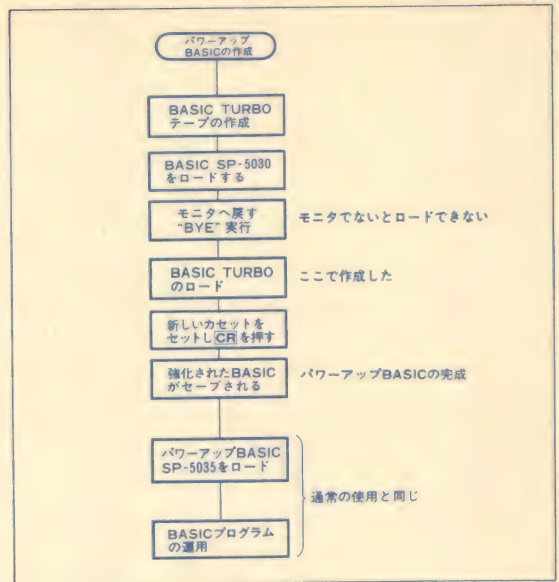 パワーアップ
BASICの作成
BASIC TURBO
テープの作成
BASIC SP-5030
をロードする
モニタへ戻す
"BYE" 実行
モニタでないとロードできない
BASIC TURBO
のロード
ここで作成した
新しいカセットを
セットしCRを押す
強化されたBASIC
がセーブされる
パワーアップBASICの完成
パワーアップBASIC
SP-5035をロード
通常の使用と同じ
BASICプログラム
の運用